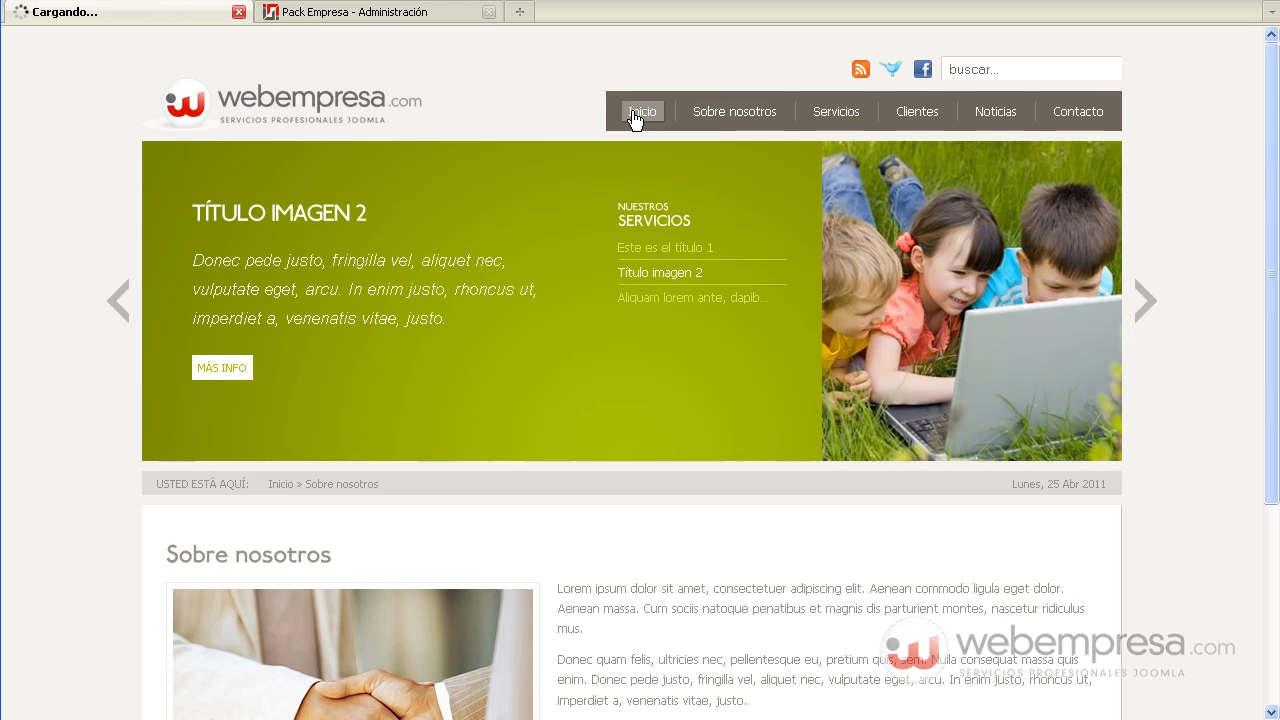 Cargando...
Pack Empresa - Administración
buscar...
webempresa.com
SERVICIOS PROFESIONALES JOOMLA
Inicio
Sobre nosotros
Servicios
Clientes
Noticias
Contacto
TÍTULO IMAGEN 2
Donec pede justo, fringilla vel, aliquet nec,
vulputate eget, arcu. In enim justo, rhoncus ut,
imperdiet a, venenatis vitae, justo.
MÁS INFO
NUESTROS
SERVICIOS
Este es el título 1
Título imagen 2
Aliquam lorem ante, dapib...
USTED ESTÁ AQUÍ: Inicio » Sobre nosotros
Lunes, 25 Abr 2011
Sobre nosotros
Lorem ipsum dolor sit amet, consectetuer adipiscing elit. Aenean commodo ligula eget dolor.
Aenean massa. Cum sociis natoque penatibus et magnis dis parturient montes, nascetur ridiculus
mus.
Donec quam felis, ultricies nec, pellentesque eu, pretium quis, sem. Nulla consequat massa quis
enim. Donec pede justo, fringilla vel, aliquet nec, vulputate eget, arcu. In enim justo, rhoncus ut,
imperdiet a, venenatis vitae, justo.
webempresa.com
SERVICIOS PROFESIONALES JOOMLA